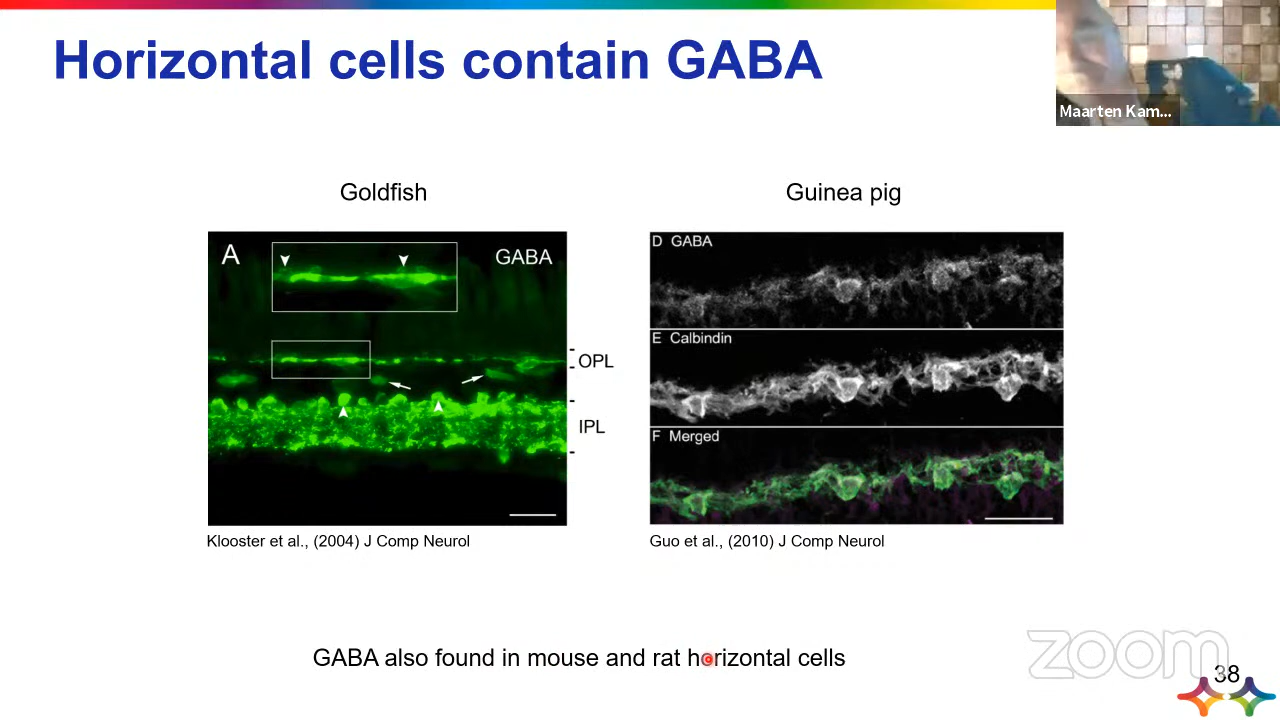 Horizontal cells contain GABA
Maarten Kam...
Goldfish
Guinea pig
A
GABA
OPL
IPL
D GABA
E Calbindin
F Merged
Klooster et al., (2004) J Comp Neurol
Guo et al., (2010) J Comp Neurol
GABA also found in mouse and rat horizontal cells
zoom
38